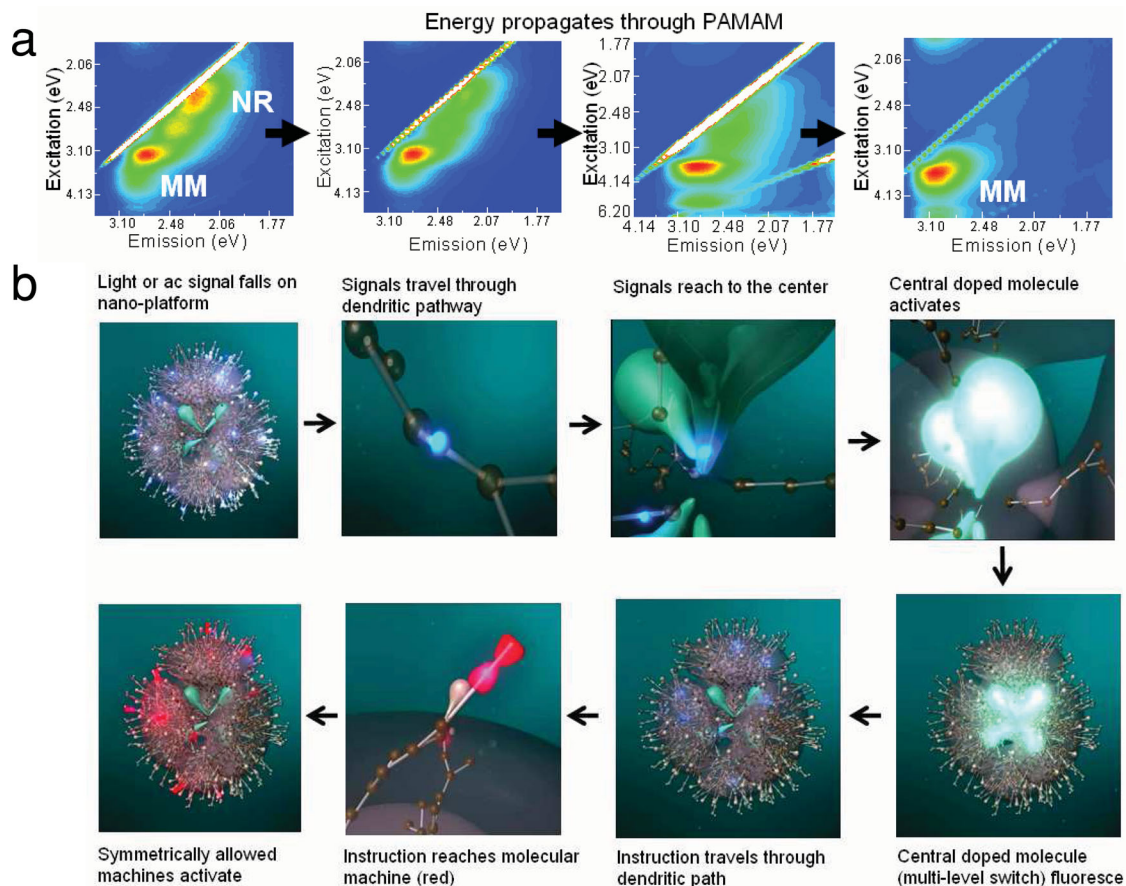 Energy propagates through PAMAM
a
Excitation (eV)
2.06
2.48
3.10
4.13
NR
MM
3.10 2.48 2.06 1.77
Emission (eV)
Excitation (eV)
2.06
2.48
3.10
4.13
3.10 2.48 2.07 1.77
Emission (eV)
Excitation (eV)
1.77
2.07
2.48
3.10
4.14
6.20
4.14 3.10 2.48 2.07 1.77
Emission (eV)
Excitation (eV)
2.06
2.48
3.10
4.13
MM
3.10 2.48 2.07 1.77
Emission (eV)
b
Light or ac signal falls on
nano-platform
Signals travel through
dendritic pathway
Signals reach to the center
Central doped molecule
activates
Symmetrically allowed
machines activate
Instruction reaches molecular
machine (red)
Instruction travels through
dendritic path
Central doped molecule
(multi-level switch) fluoresce